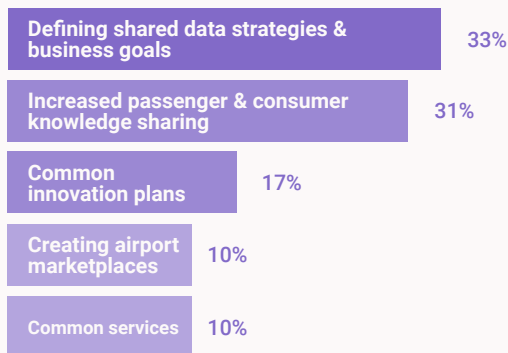 Defining shared data strategies &
business goals
33%
Increased passenger & consumer
knowledge sharing
31%
Common
innovation plans
17%
Creating airport
marketplaces
10%
Common services
10%